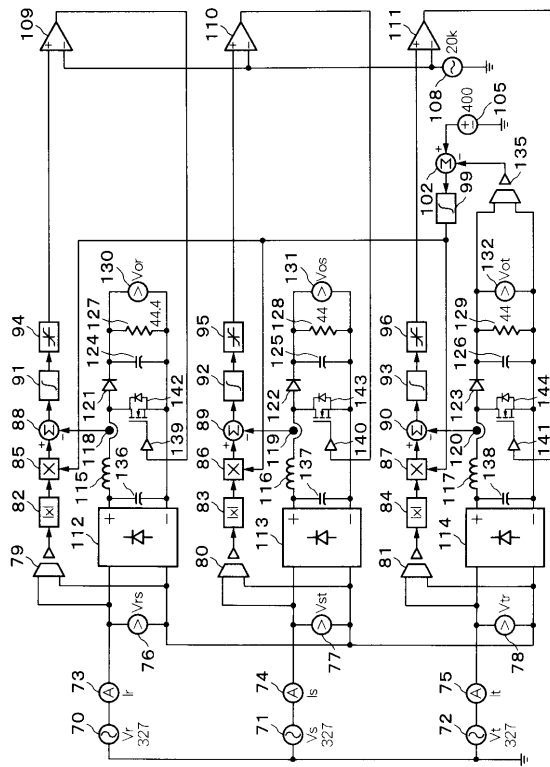 109
110
111
20k
108
400
105
135
102
99
94
91
88
85
82
79
130
Vor
127
44.4
124
121
118
142
139
115
136
112
Vrs
76
73
Ir
70
Vr
327
95
92
89
86
83
80
131
Vos
128
44
125
122
119
143
140
116
137
113
Vst
77
74
Is
71
Vs
327
96
93
90
87
84
81
132
Vot
129
44
126
123
120
144
141
117
138
114
Vtr
78
75
It
72
Vt
327
|x|
|x|
|x|
Σ
Σ
Σ
Σ
A
A
A
V
V
V
V
V
V